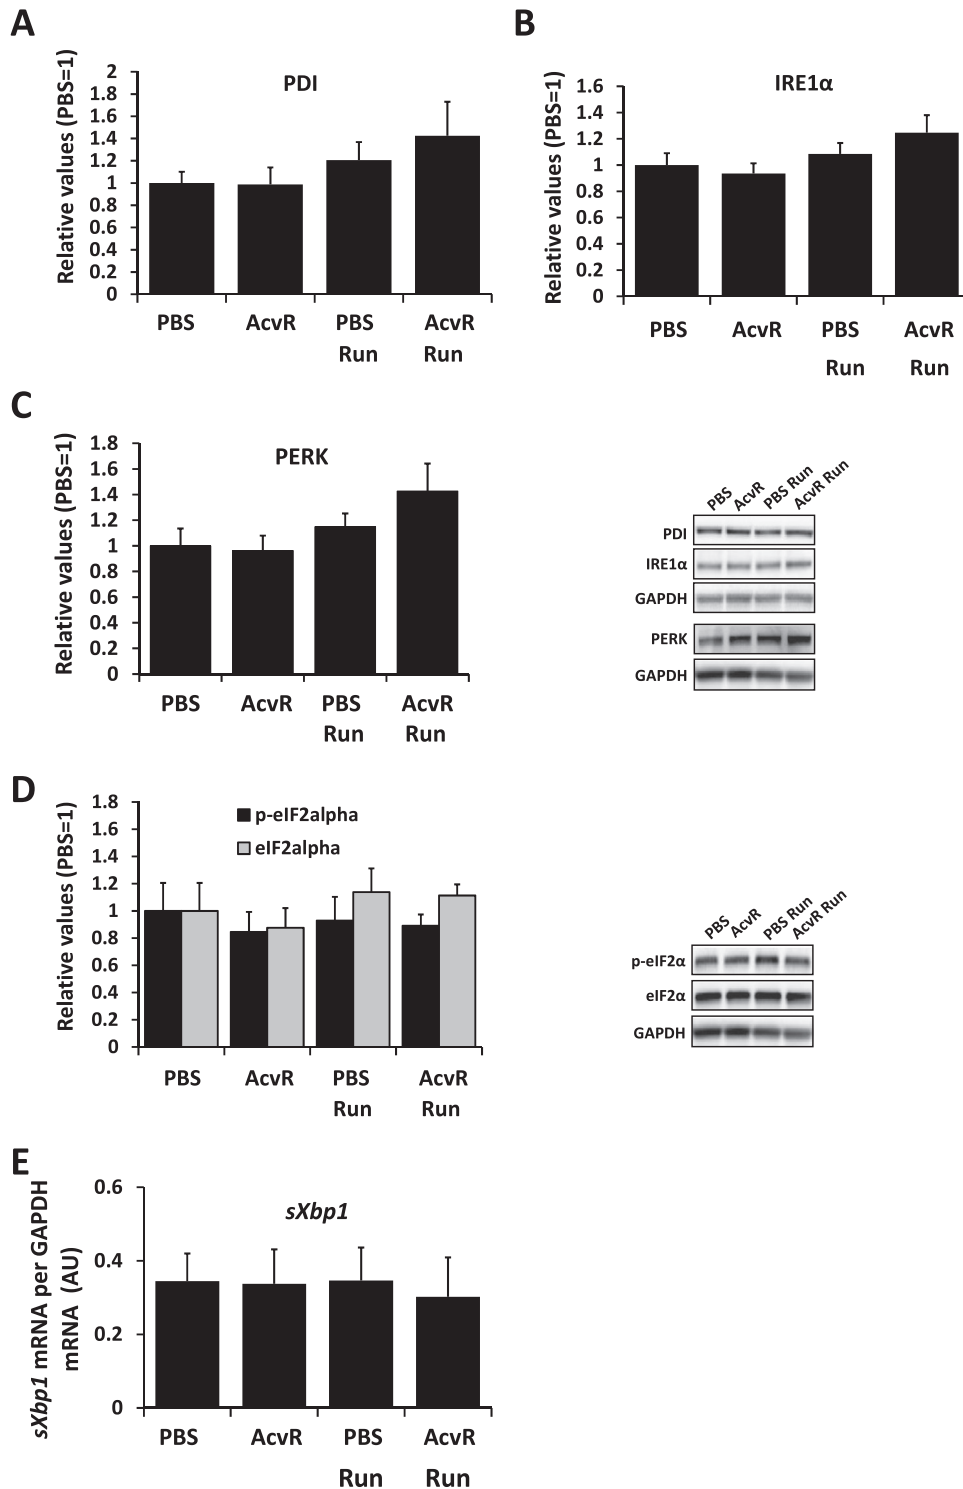 A
Relative values (PBS=1)
PDI
2
1.8
1.6
1.4
1.2
1
0.8
0.6
0.4
0.2
0
PBS AcvR PBS AcvR
Run Run
B
Relative values (PBS=1)
IRE1α
1.6
1.4
1.2
1
0.8
0.6
0.4
0.2
0
PBS AcvR PBS AcvR
Run Run
C
Relative values (PBS=1)
PERK
1.8
1.6
1.4
1.2
1
0.8
0.6
0.4
0.2
0
PBS AcvR PBS AcvR
Run Run
PBS AcvR PBS Run AcvR Run
PDI
IRE1α
GAPDH
PERK
GAPDH
D
Relative values (PBS=1)
1.8
1.6
1.4
1.2
1
0.8
0.6
0.4
0.2
0
p-eIF2alpha
eIF2alpha
PBS AcvR PBS AcvR
Run Run
PBS AcvR PBS Run AcvR Run
p-eIF2α
eIF2α
GAPDH
E
sXbp1 mRNA per GAPDH
mRNA (AU)
sXbp1
0.6
0.4
0.2
0
PBS AcvR PBS AcvR
Run Run